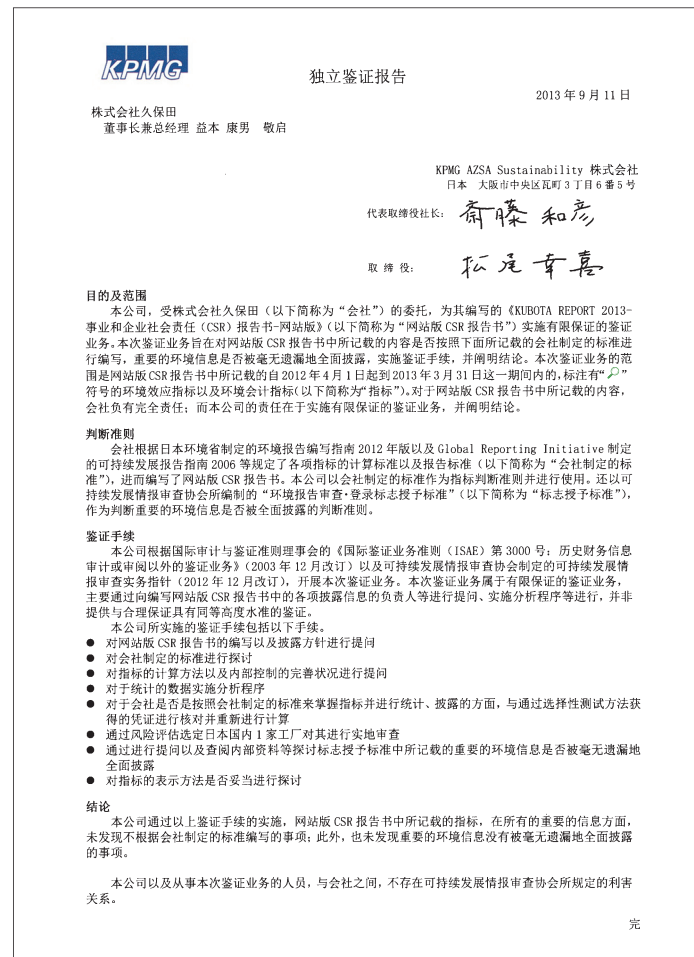 KPMG
独立鉴证报告
2013 年 9 月 11 日
株式会社久保田
董事长兼总经理 益本 康男 敬启
KPMG AZSA Sustainability 株式会社
日本 大阪市中央区瓦町 3 丁目 6 番 5 号
代表取缔役社长: 斎藤 和彦
取 缔 役: 松尾 幸喜
目的及范围
本公司，受株式会社久保田（以下简称为“会社”）的委托，为其编写的《KUBOTA REPORT 2013-
事业和企业社会责任（CSR）报告书-网站版》（以下简称为“网站版 CSR 报告书”）实施有限保证的鉴证
业务。本次鉴证业务旨在对网站版 CSR 报告书中所记载的内容是否按照下面所记载的会社制定的标准进
行编写，重要的环境信息是否被毫无遗漏地全面披露，实施鉴证手续，并阐明结论。本次鉴证业务的范
围是网站版 CSR 报告书中所记载的自 2012 年 4 月 1 日起到 2013 年 3 月 31 日这一期间内的，标注有“ ”
符号的环境效应指标以及环境会计指标（以下简称为“指标”）。对于网站版 CSR 报告书中所记载的内容，
会社负有完全责任；而本公司的责任在于实施有限保证的鉴证业务，并阐明结论。
判断准则
会社根据日本环境省制定的环境报告编写指南 2012 年版以及 Global Reporting Initiative 制定
的可持续发展报告指南 2006 等规定了各项指标的计算标准以及报告标准（以下简称为“会社制定的标
准”），进而编写了网站版 CSR 报告书。本公司以会社制定的标准作为指标判断准则并进行使用。还以可
持续发展情报审查协会所编制的“环境报告审查·登录标志授予标准”（以下简称为“标志授予标准”），
作为判断重要的环境信息是否被全面披露的判断准则。
鉴证手续
本公司根据国际审计与鉴证准则理事会的《国际鉴证业务准则（ISAE）第 3000 号：历史财务信息
审计或审阅以外的鉴证业务》（2003 年 12 月改订）以及可持续发展情报审查协会制定的可持续发展情
报审查实务指针（2012 年 12 月改订），开展本次鉴证业务。本次鉴证业务属于有限保证的鉴证业务，
主要通过向编写网站版 CSR 报告书中的各项披露信息的负责人等进行提问、实施分析程序等进行，并非
提供与合理保证具有同等高度水准的鉴证。
本公司所实施的鉴证手续包括以下手续。
● 对网站版 CSR 报告书的编写以及披露方针进行提问
● 对会社制定的标准进行探讨
● 对指标的计算方法以及内部控制的完善状况进行提问
● 对于统计的数据实施分析程序
● 对于会社是否是按照会社制定的标准来掌握指标并进行统计、披露的方面，与通过选择性测试方法获
得的凭证进行核对并重新进行计算
● 通过风险评估选定日本国内 1 家工厂对其进行实地审查
● 通过进行提问以及查阅内部资料等探讨标志授予标准中所记载的重要的环境信息是否被毫无遗漏地
全面披露
● 对指标的表示方法是否妥当进行探讨
结论
本公司通过以上鉴证手续的实施，网站版 CSR 报告书中所记载的指标，在所有的重要的信息方面，
未发现不根据会社制定的标准编写的事项；此外，也未发现重要的环境信息没有被毫无遗漏地全面披露
的事项。
本公司以及从事本次鉴证业务的人员，与会社之间，不存在可持续发展情报审查协会所规定的利害
关系。
完